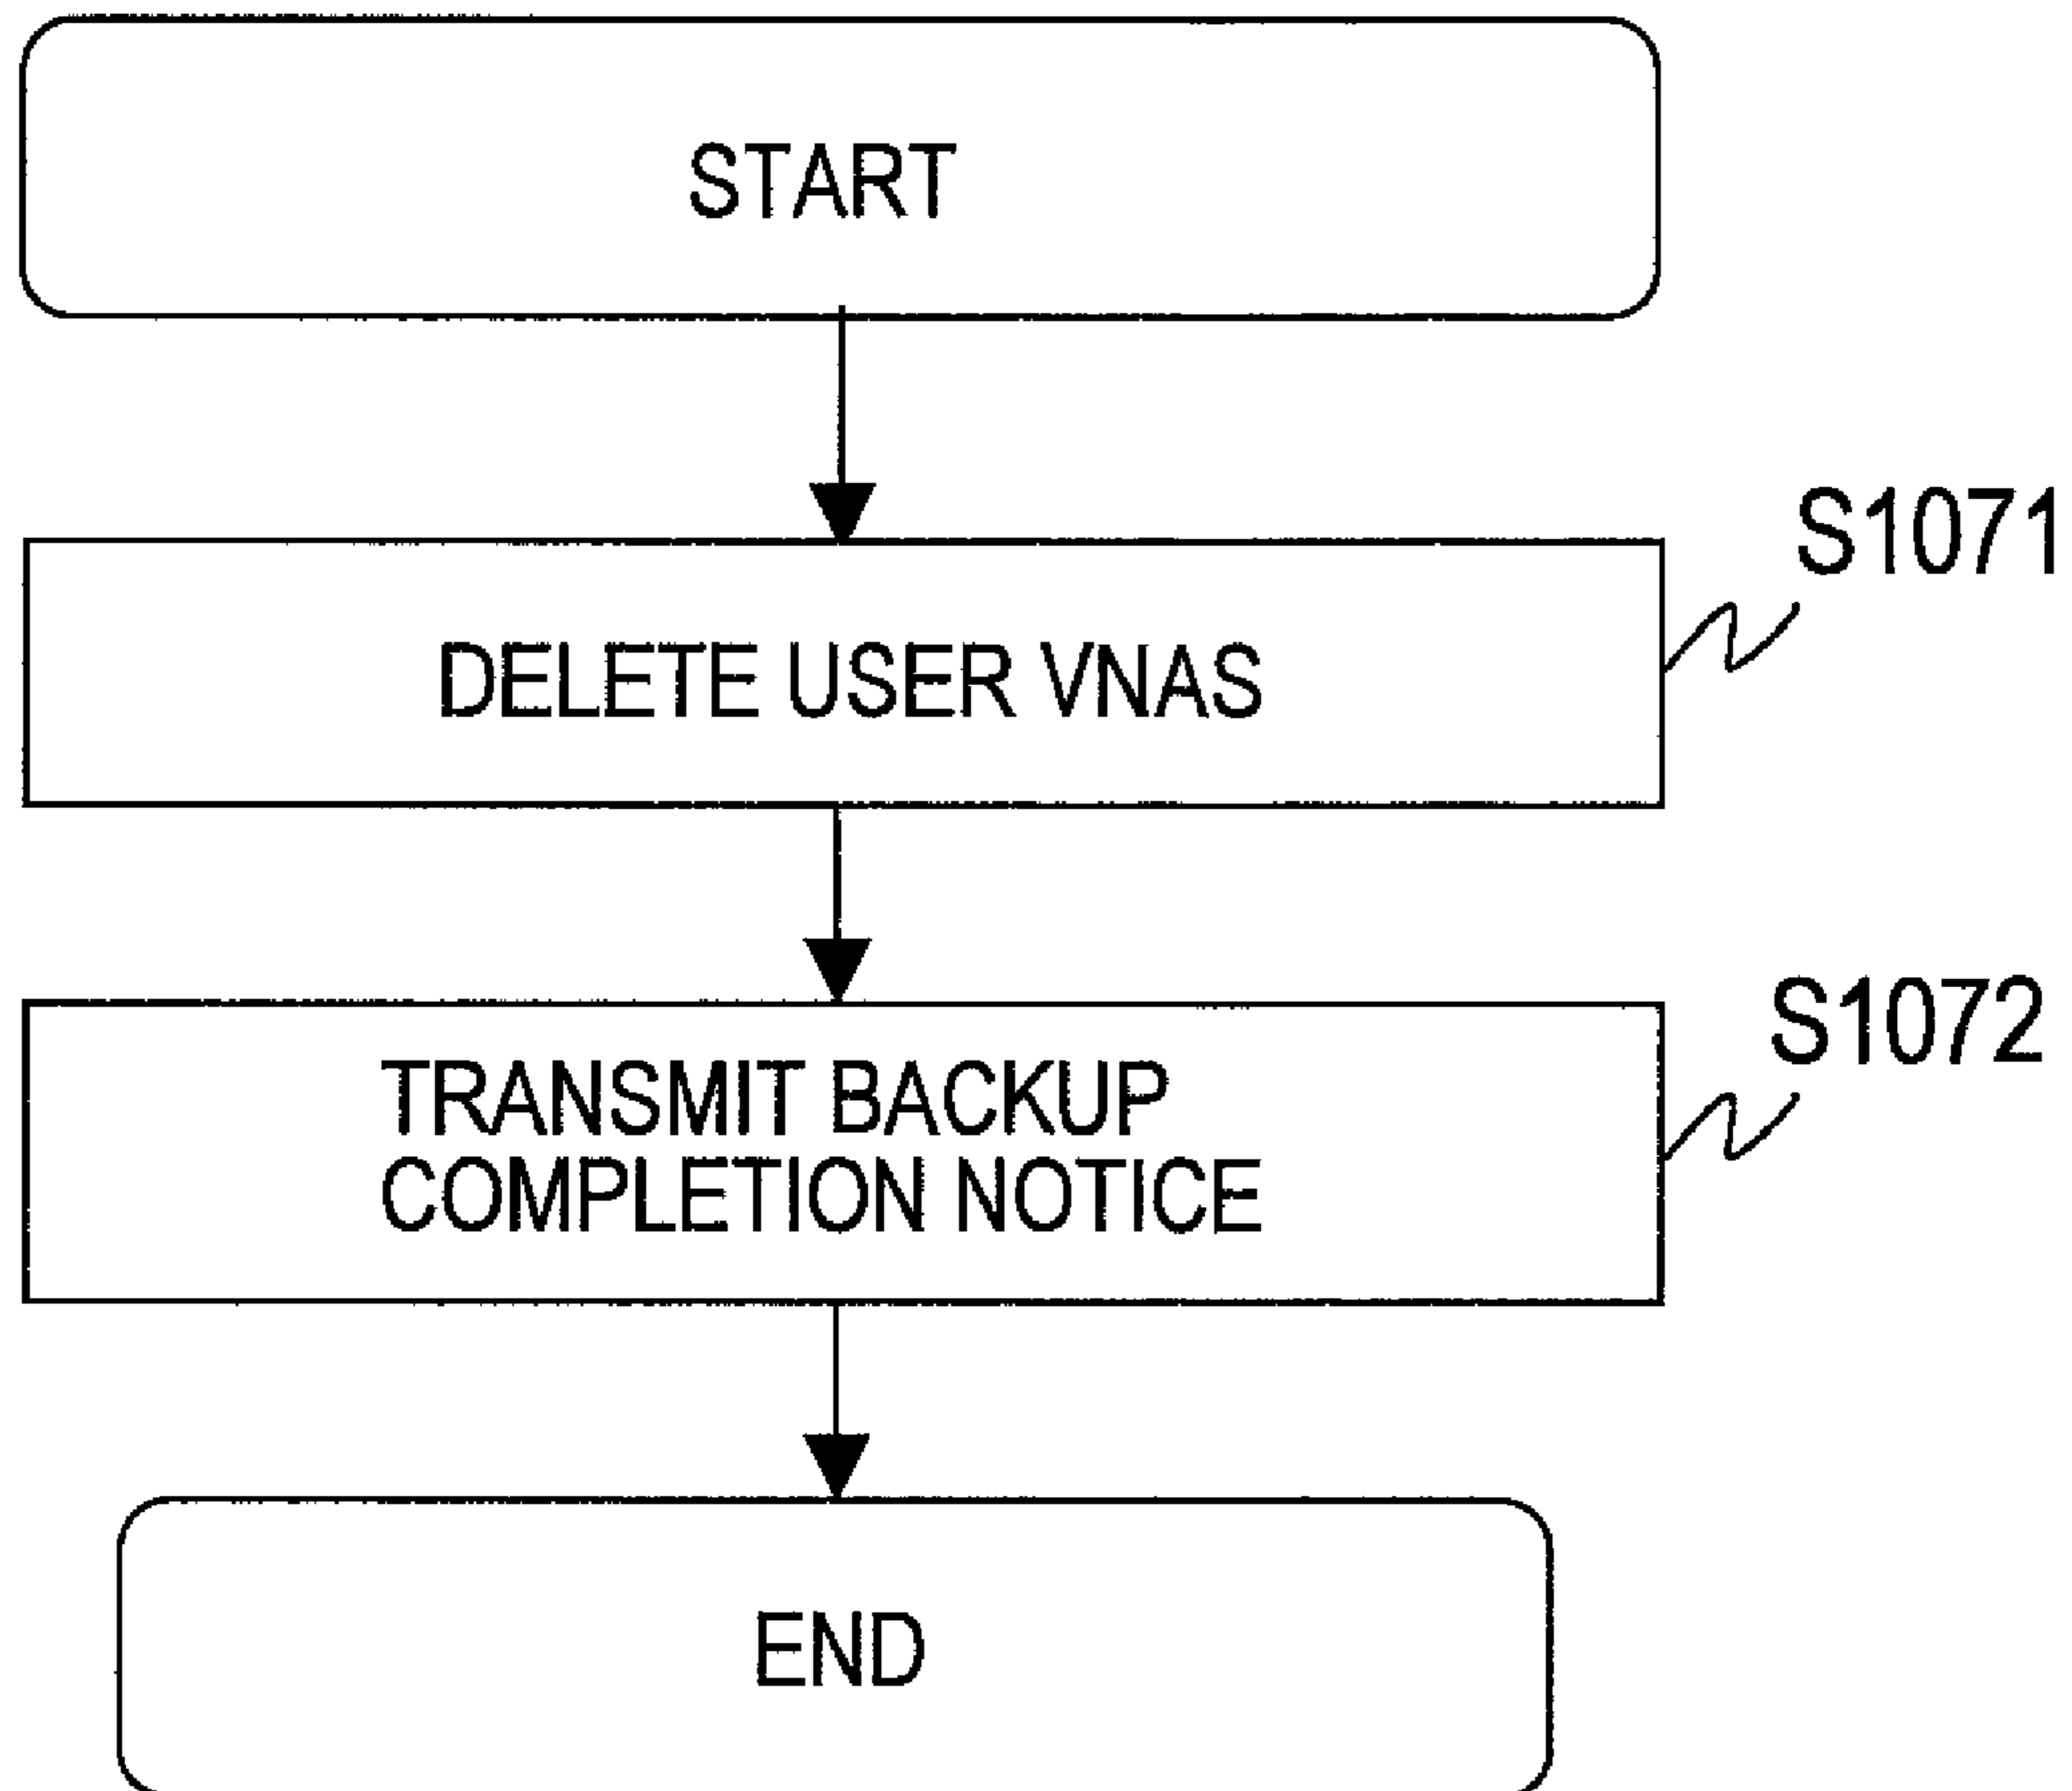 START
S1071
DELETE USER VNAS
S1072
TRANSMIT BACKUP
COMPLETION NOTICE
END